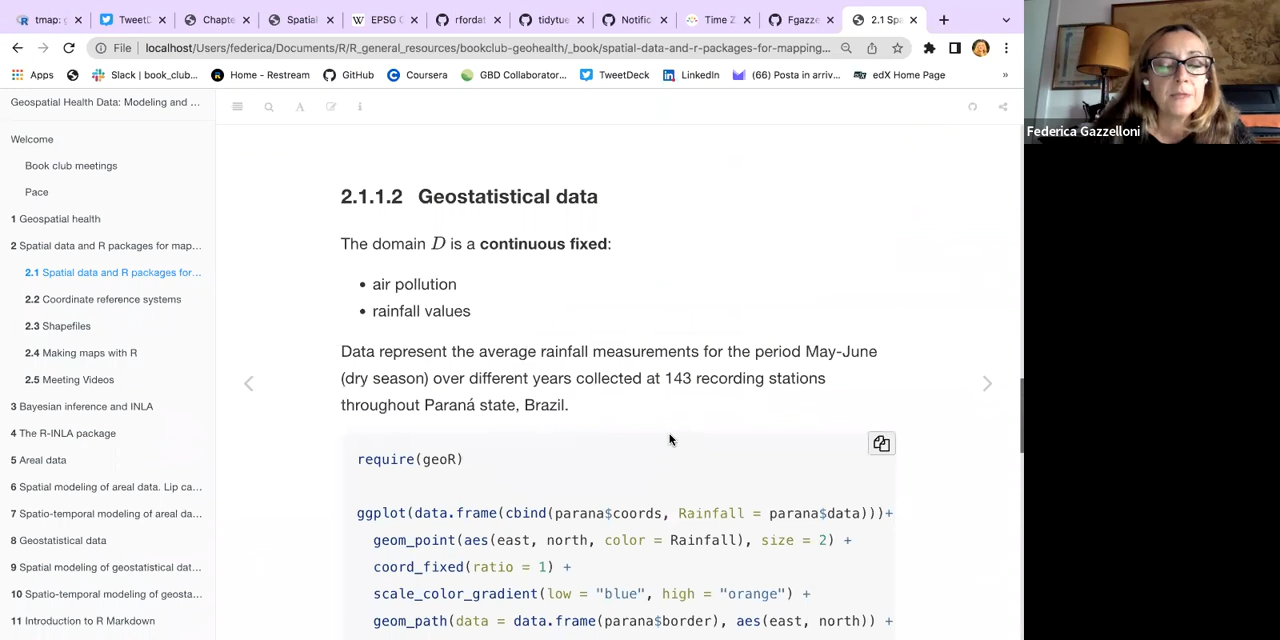 tmap: g
TweetD
Chapte
Spatial
EPSG G
rfordat
tidytue
Notific
Time Z
Fgazze
2.1 Spa
File | localhost/Users/federica/Documents/R/R_general_resources/bookclub-geohealth/_book/spatial-data-and-r-packages-for-mapping...
Apps
Slack | book_club...
Home - Restream
GitHub
Coursera
GBD Collaborator...
TweetDeck
LinkedIn
(66) Posta in arriv...
edX Home Page
»
Geospatial Health Data: Modeling and ...
Welcome
Book club meetings
Pace
1 Geospatial health
2 Spatial data and R packages for map...
2.1 Spatial data and R packages for...
2.2 Coordinate reference systems
2.3 Shapefiles
2.4 Making maps with R
2.5 Meeting Videos
3 Bayesian inference and INLA
4 The R-INLA package
5 Areal data
6 Spatial modeling of areal data. Lip ca...
7 Spatio-temporal modeling of areal da...
8 Geostatistical data
9 Spatial modeling of geostatistical dat...
10 Spatio-temporal modeling of geosta...
11 Introduction to R Markdown
2.1.1.2 Geostatistical data
The domain D is a continuous fixed:
• air pollution
• rainfall values
Data represent the average rainfall measurements for the period May-June
(dry season) over different years collected at 143 recording stations
throughout Paraná state, Brazil.
require(geoR)
ggplot(data.frame(cbind(parana$coords, Rainfall = parana$data)))+
geom_point(aes(east, north, color = Rainfall), size = 2) +
coord_fixed(ratio = 1) +
scale_color_gradient(low = "blue", high = "orange") +
geom_path(data = data.frame(parana$border), aes(east, north)) +
Federica Gazzelloni